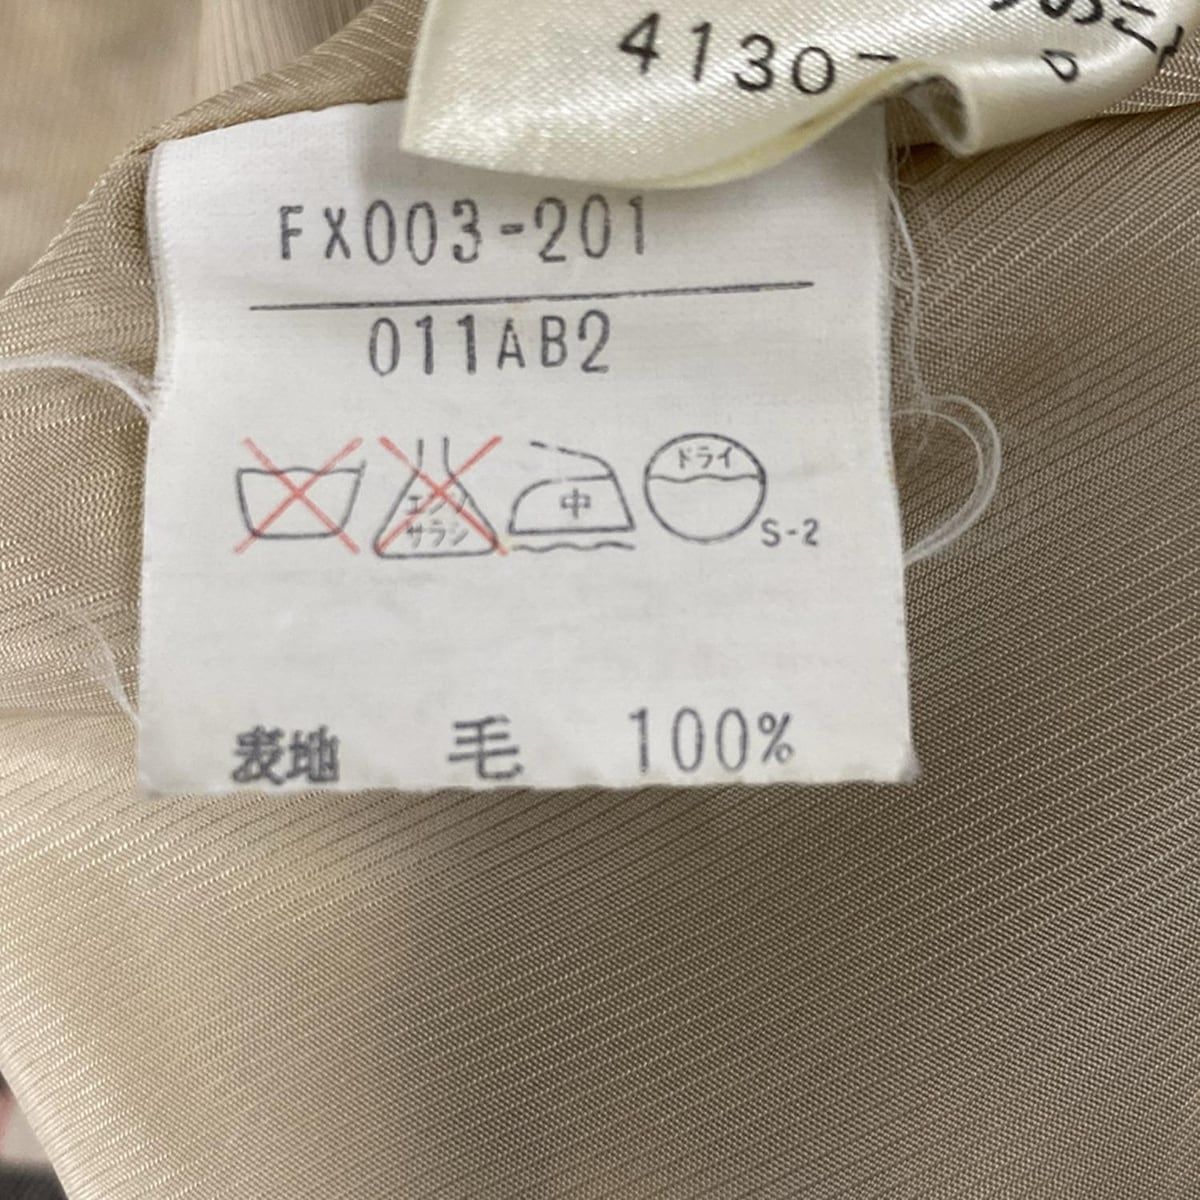 4130-
FX003-201
011AB2
エンソ
サラシ
中
ドライ
S-2
表地 毛 100%